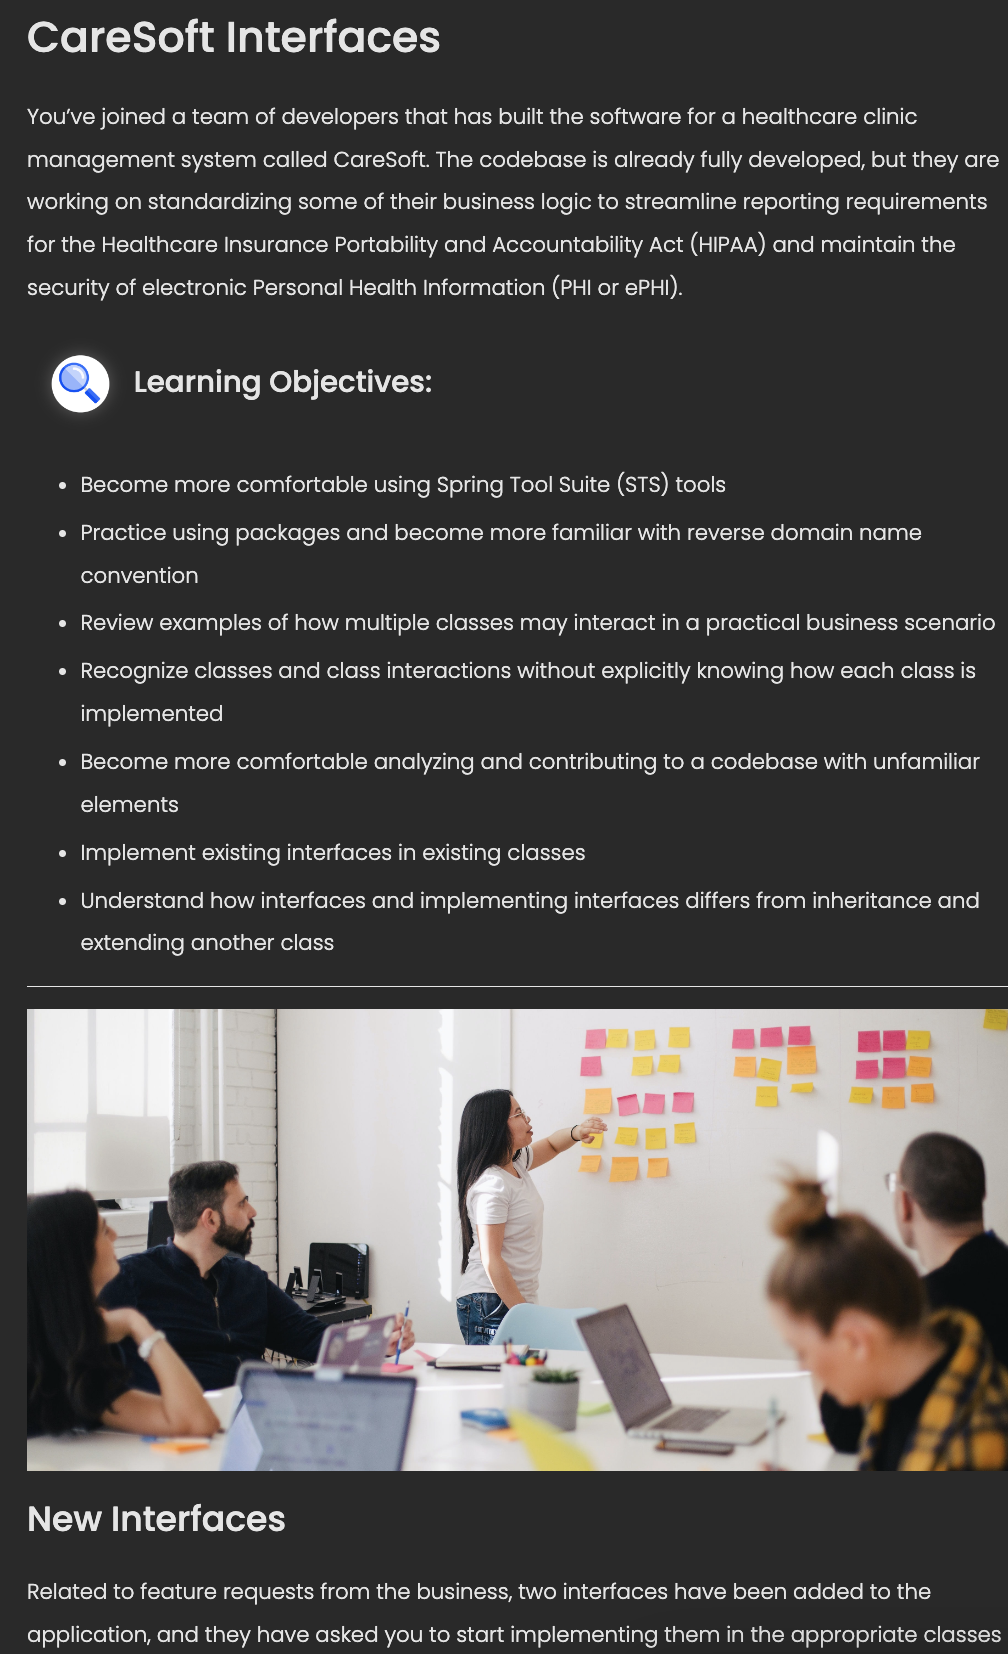 CareSoft Interfaces
You’ve joined a team of developers that has built the software for a healthcare clinic
management system called CareSoft. The codebase is already fully developed, but they are
working on standardizing some of their business logic to streamline reporting requirements
for the Healthcare Insurance Portability and Accountability Act (HIPAA) and maintain the
security of electronic Personal Health Information (PHI or ePHI).
Learning Objectives:
• Become more comfortable using Spring Tool Suite (STS) tools
• Practice using packages and become more familiar with reverse domain name
convention
• Review examples of how multiple classes may interact in a practical business scenario
• Recognize classes and class interactions without explicitly knowing how each class is
implemented
• Become more comfortable analyzing and contributing to a codebase with unfamiliar
elements
• Implement existing interfaces in existing classes
• Understand how interfaces and implementing interfaces differs from inheritance and
extending another class
New Interfaces
Related to feature requests from the business, two interfaces have been added to the
application, and they have asked you to start implementing them in the appropriate classes